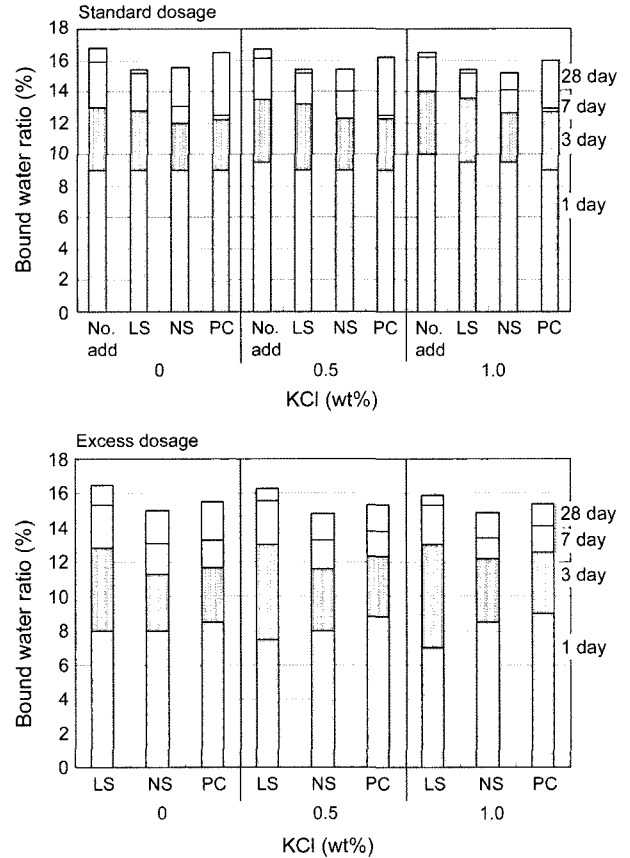 Standard dosage
18
16
14
12
10
8
6
4
2
0
Bound water ratio (%)
28 day
7 day
3 day
1 day
No. add LS NS PC No. add LS NS PC No. add LS NS PC
0 0.5 1.0
KCl (wt%)
Excess dosage
18
16
14
12
10
8
6
4
2
0
Bound water ratio (%)
28 day
7 day
3 day
1 day
LS NS PC LS NS PC LS NS PC
0 0.5 1.0
KCl (wt%)